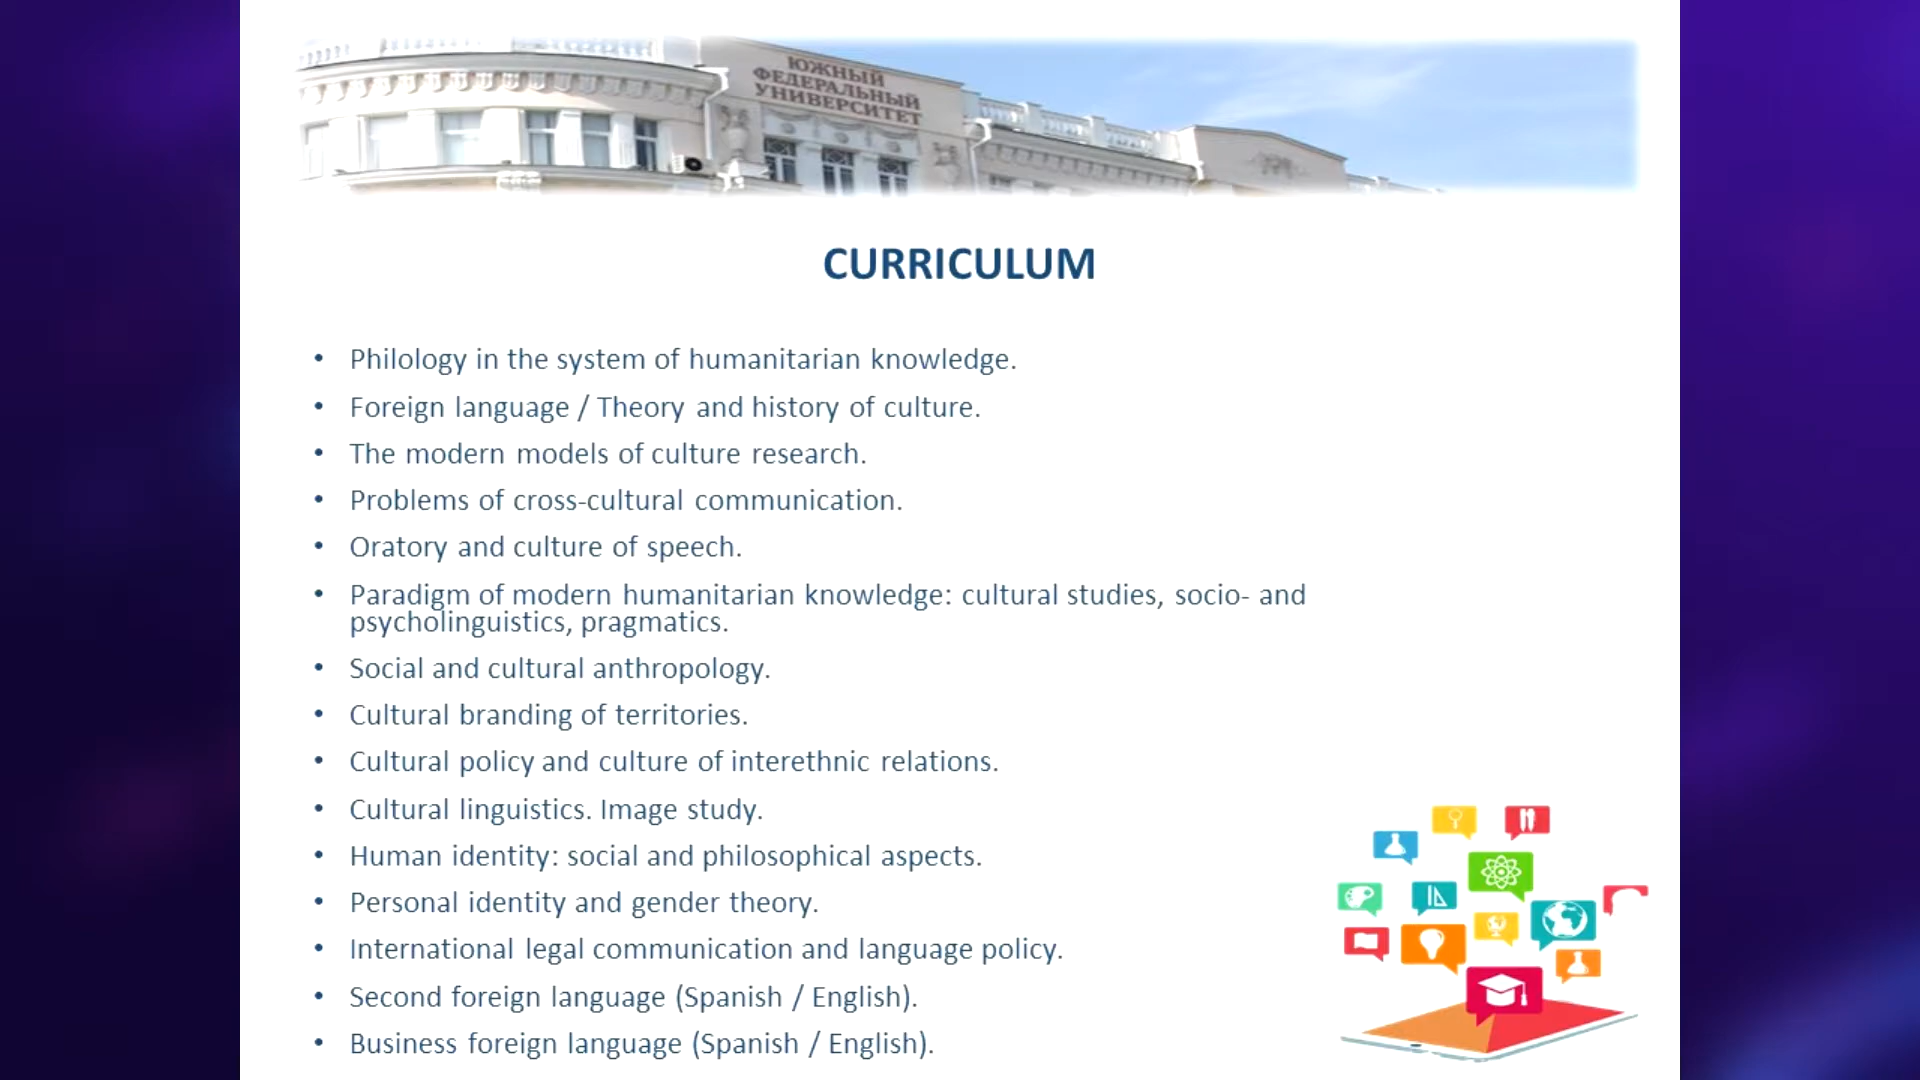 ЮЖНЫЙ
ФЕДЕРАЛЬНЫЙ
УНИВЕРСИТЕТ
CURRICULUM
• Philology in the system of humanitarian knowledge.
• Foreign language / Theory and history of culture.
• The modern models of culture research.
• Problems of cross-cultural communication.
• Oratory and culture of speech.
• Paradigm of modern humanitarian knowledge: cultural studies, socio- and
psycholinguistics, pragmatics.
• Social and cultural anthropology.
• Cultural branding of territories.
• Cultural policy and culture of interethnic relations.
• Cultural linguistics. Image study.
• Human identity: social and philosophical aspects.
• Personal identity and gender theory.
• International legal communication and language policy.
• Second foreign language (Spanish / English).
• Business foreign language (Spanish / English).